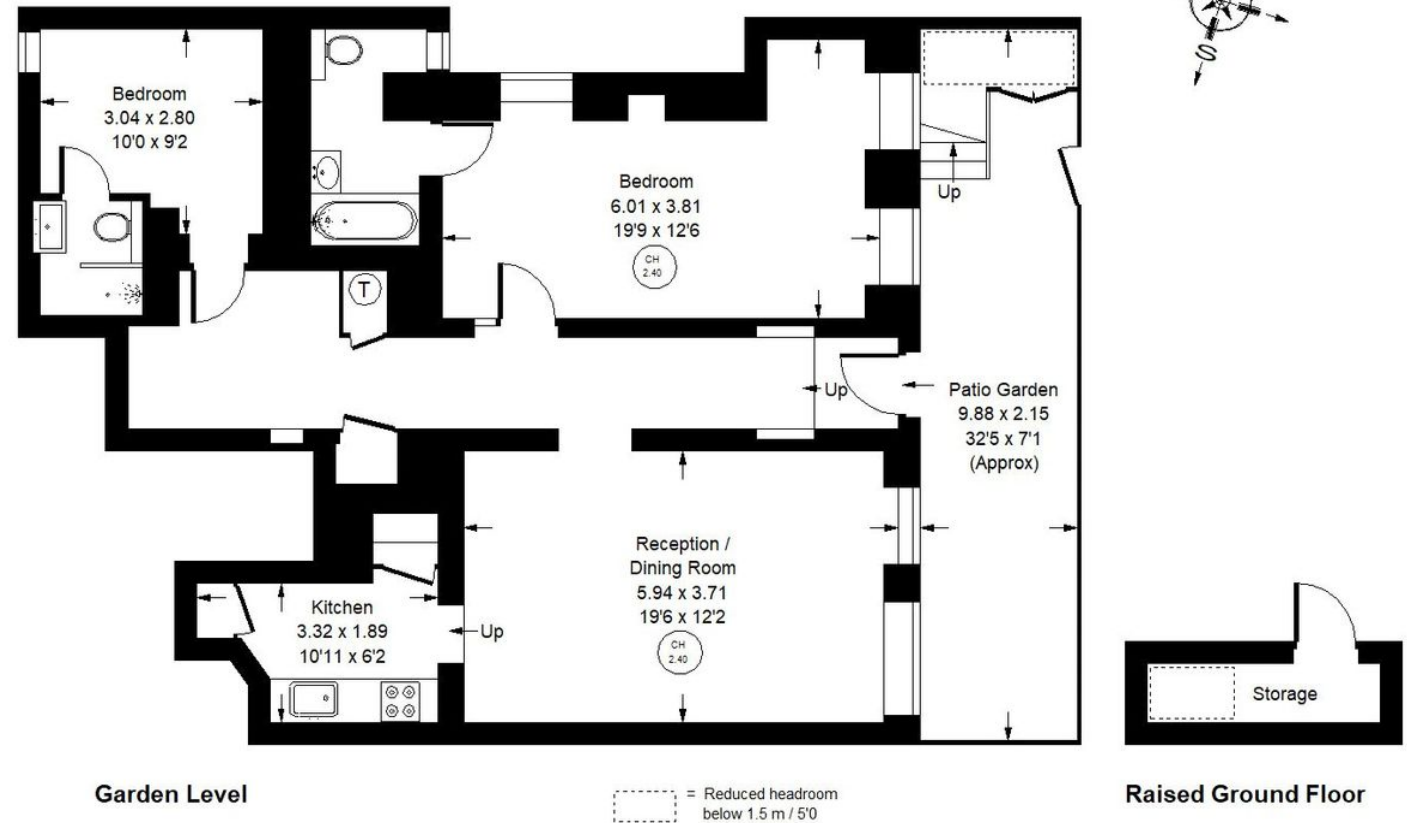 S
Bedroom
3.04 x 2.80
10'0 x 9'2
Bedroom
6.01 x 3.81
19'9 x 12'6
CH
2.40
Up
T
Up
Patio Garden
9.88 x 2.15
32'5 x 7'1
(Approx)
Reception /
Dining Room
5.94 x 3.71
19'6 x 12'2
CH
2.40
Kitchen
3.32 x 1.89
10'11 x 6'2
Up
Storage
Garden Level
= Reduced headroom
below 1.5 m / 5'0
Raised Ground Floor